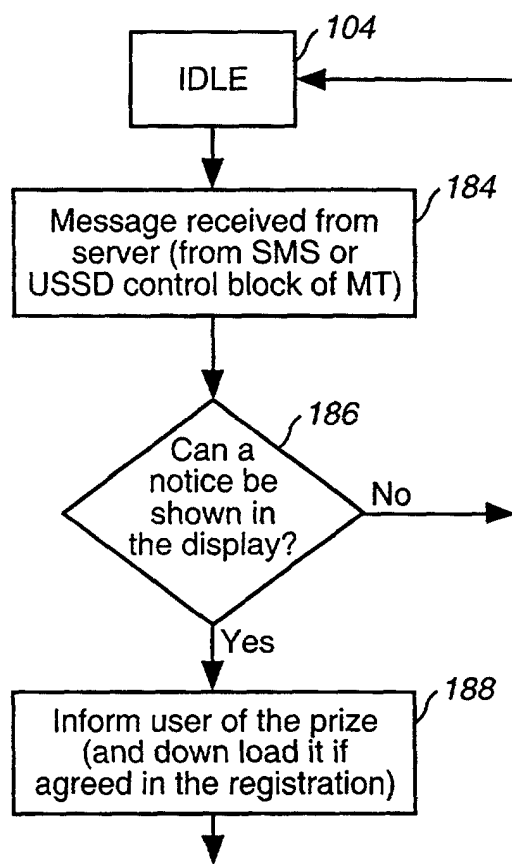 104
IDLE
184
Message received from
server (from SMS or
USSD control block of MT)
186
Can a
notice be
shown in
the display?
No
Yes
188
Inform user of the prize
(and down load it if
agreed in the registration)